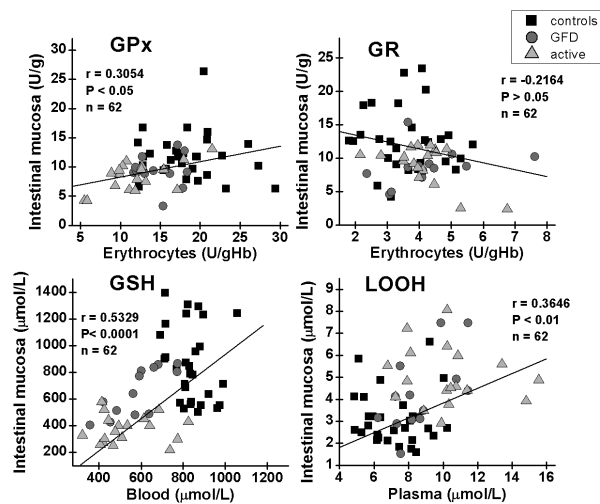 controls
GFD
active
GPx
r = 0.3054
P < 0.05
n = 62
Intestinal mucosa (U/g)
30
25
20
15
10
5
0
5 10 15 20 25 30
Erythrocytes (U/gHb)
GR
r = -0.2164
P > 0.05
n = 62
Intestinal mucosa (U/g)
25
20
15
10
5
0
2 3 4 5 6 7 8
Erythrocytes (U/gHb)
GSH
r = 0.5329
P< 0.0001
n = 62
Intestinal mucosa (µmol/L)
1400
1200
1000
800
600
400
200
400 600 800 1000 1200
Blood (µmol/L)
LOOH
r = 0.3646
P < 0.01
n = 62
Intestinal mucosa (µmol/L)
9
8
7
6
5
4
3
2
1
4 6 8 10 12 14 16
Plasma (µmol/L)